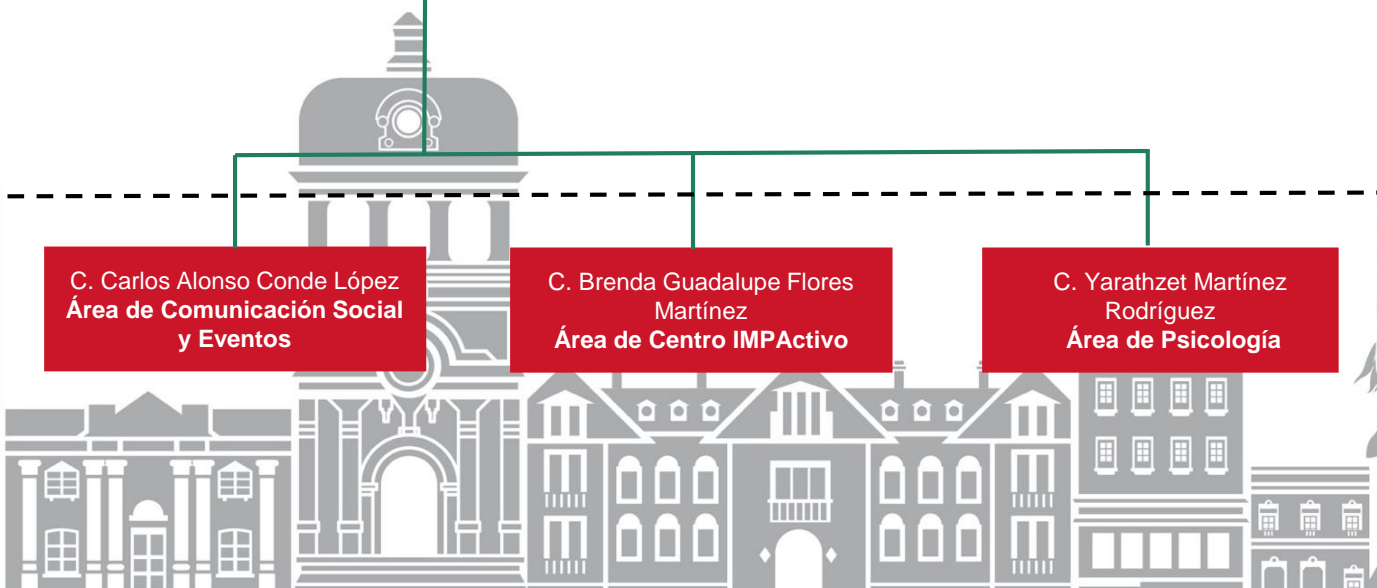 C. Carlos Alonso Conde López
Área de Comunicación Social
y Eventos
C. Brenda Guadalupe Flores
Martínez
Área de Centro IMPActivo
C. Yarathzet Martínez
Rodríguez
Área de Psicología